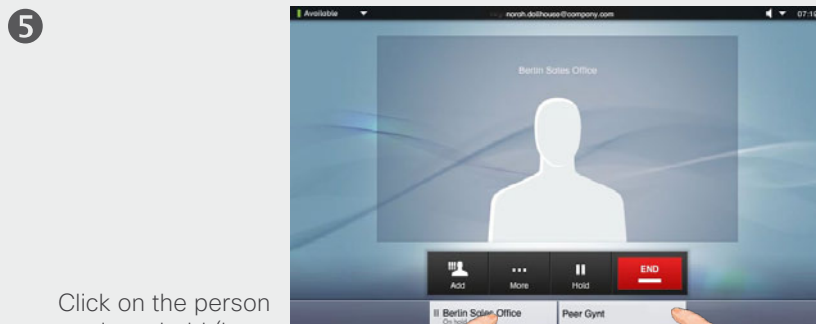 5
Available
norah.dollhouse@company.com
07:19
Berlin Sales Office
Add
More
Hold
END
Berlin Sales Office
Peer Gynt
On hold
Click on the person